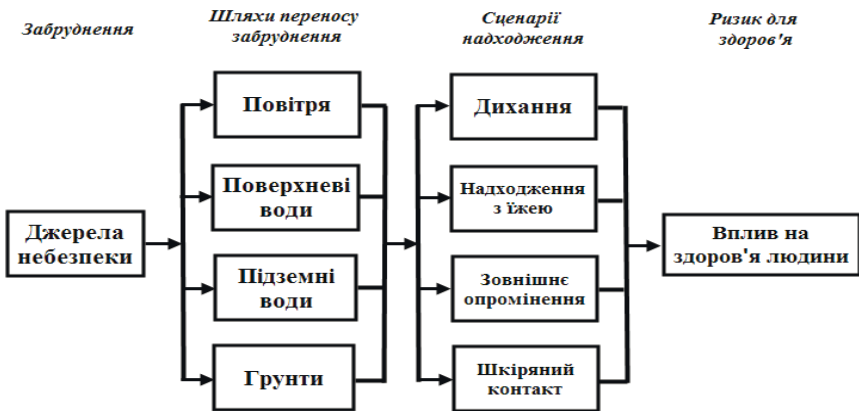 Забруднення
Шляхи переносу
забруднення
Сценарії
надходження
Ризик для
здоров'я
Джерела
небезпеки
Повітря
Поверхневі
води
Підземні
води
Грунти
Дихання
Надходження
з їжею
Зовнішнє
опромінення
Шкіряний
контакт
Вплив на
здоров'я людини